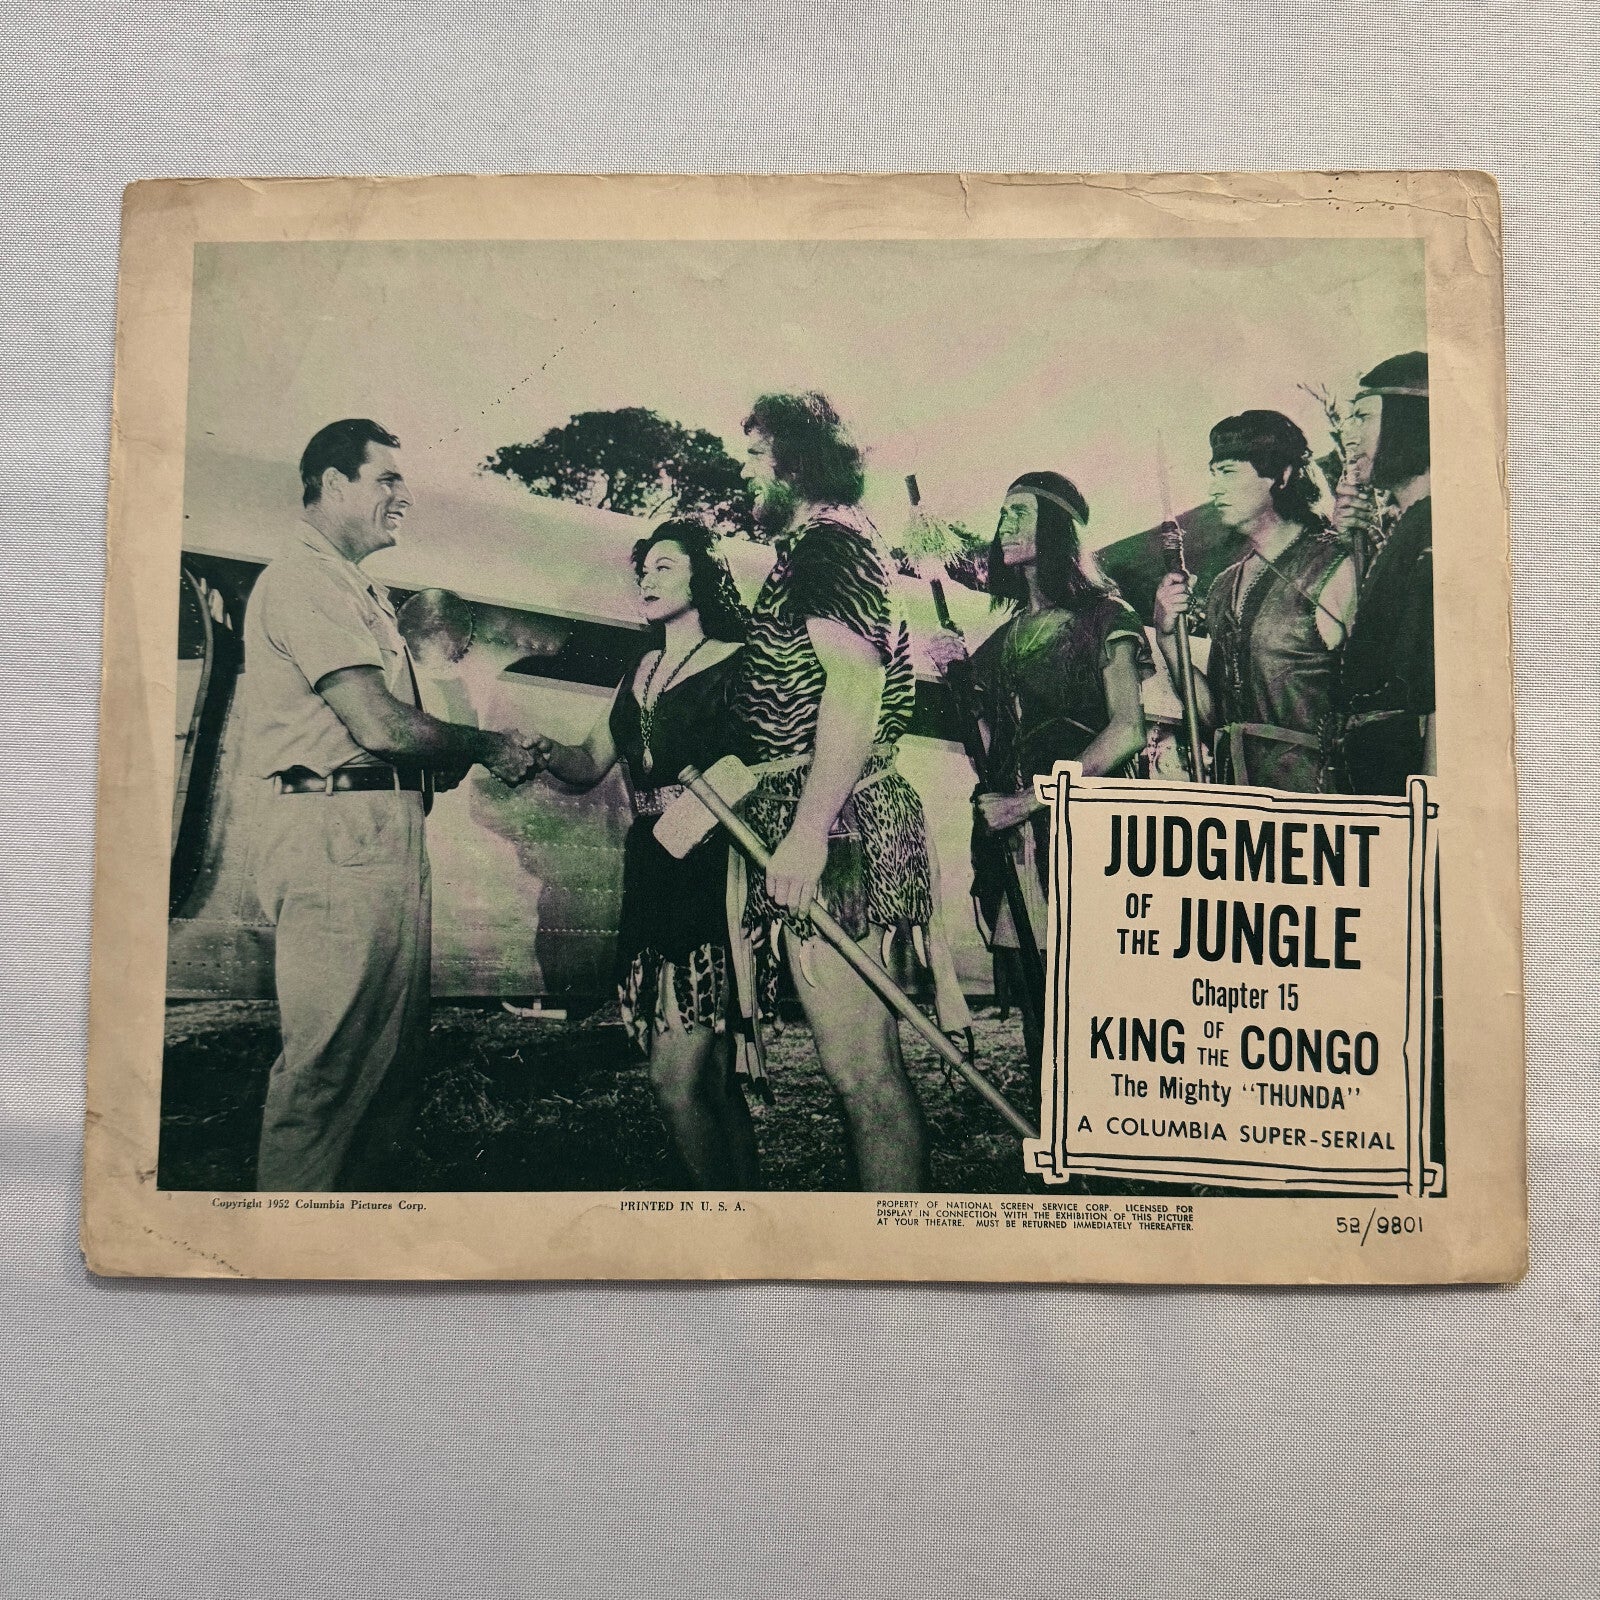 JUDGMENT
OF THE JUNGLE
Chapter 15
KING OF THE CONGO
The Mighty "THUNDA"
A COLUMBIA SUPER-SERIAL
Copyright 1952 Columbia Pictures Corp.
PRINTED IN U. S. A.
PROPERTY OF NATIONAL SCREEN SERVICE CORP. LICENSED FOR
DISPLAY IN CONNECTION WITH THE EXHIBITION OF THIS PICTURE
AT YOUR THEATRE. MUST BE RETURNED IMMEDIATELY THEREAFTER.
52/9801